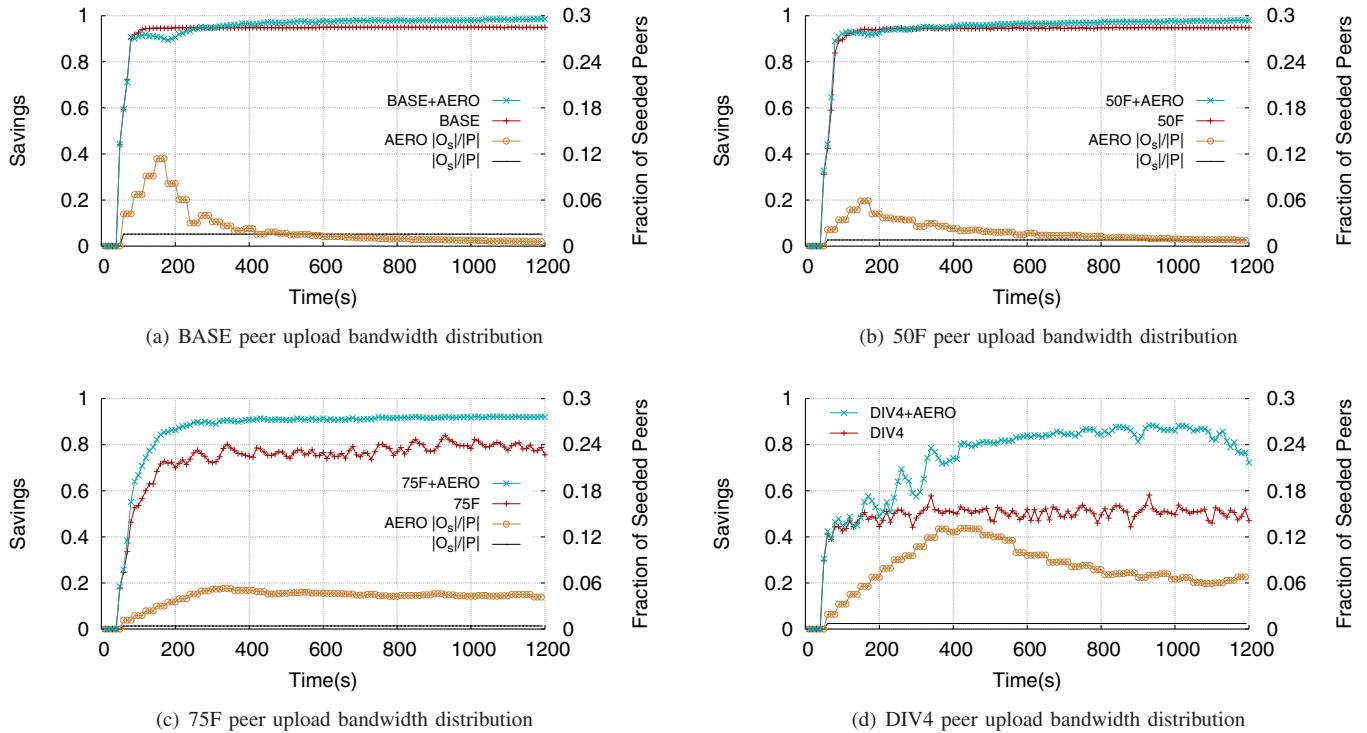 1
0.8
0.6
0.4
0.2
0
Savings
0.3
0.24
0.18
0.12
0.06
0
Fraction of Seeded Peers
BASE+AERO
BASE
AERO |Os|/|P|
|Os|/|P|
0 200 400 600 800 1000 1200
Time(s)
(a) BASE peer upload bandwidth distribution
1
0.8
0.6
0.4
0.2
0
Savings
0.3
0.24
0.18
0.12
0.06
0
Fraction of Seeded Peers
50F+AERO
50F
AERO |Os|/|P|
|Os|/|P|
0 200 400 600 800 1000 1200
Time(s)
(b) 50F peer upload bandwidth distribution
1
0.8
0.6
0.4
0.2
0
Savings
0.3
0.24
0.18
0.12
0.06
0
Fraction of Seeded Peers
75F+AERO
75F
AERO |Os|/|P|
|Os|/|P|
0 200 400 600 800 1000 1200
Time(s)
(c) 75F peer upload bandwidth distribution
1
0.8
0.6
0.4
0.2
0
Savings
0.3
0.24
0.18
0.12
0.06
0
Fraction of Seeded Peers
DIV4+AERO
DIV4
0 200 400 600 800 1000 1200
Time(s)
(d) DIV4 peer upload bandwidth distribution